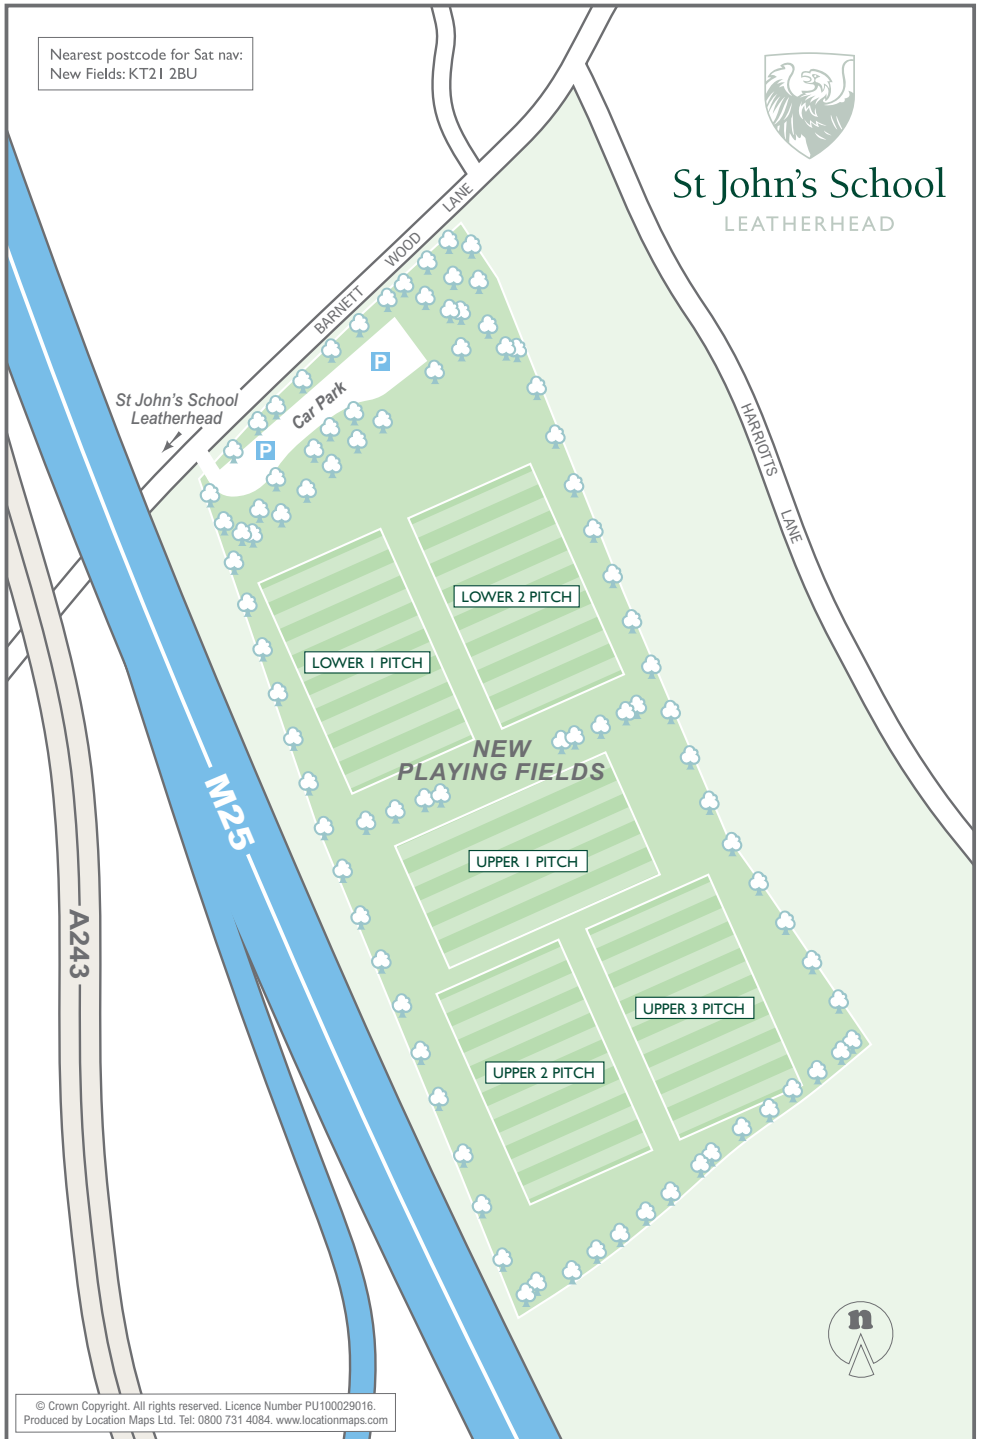 Nearest postcode for Sat nav:
New Fields: KT21 2BU
St John's School
LEATHERHEAD
BARNETT WOOD LANE
HARRIOTTS LANE
St John's School
Leatherhead
P
Car Park
P
LOWER 2 PITCH
LOWER 1 PITCH
NEW
PLAYING FIELDS
M25
UPPER 1 PITCH
A243
UPPER 3 PITCH
UPPER 2 PITCH
n
© Crown Copyright. All rights reserved. Licence Number PU100029016.
Produced by Location Maps Ltd. Tel: 0800 731 4084. www.locationmaps.com